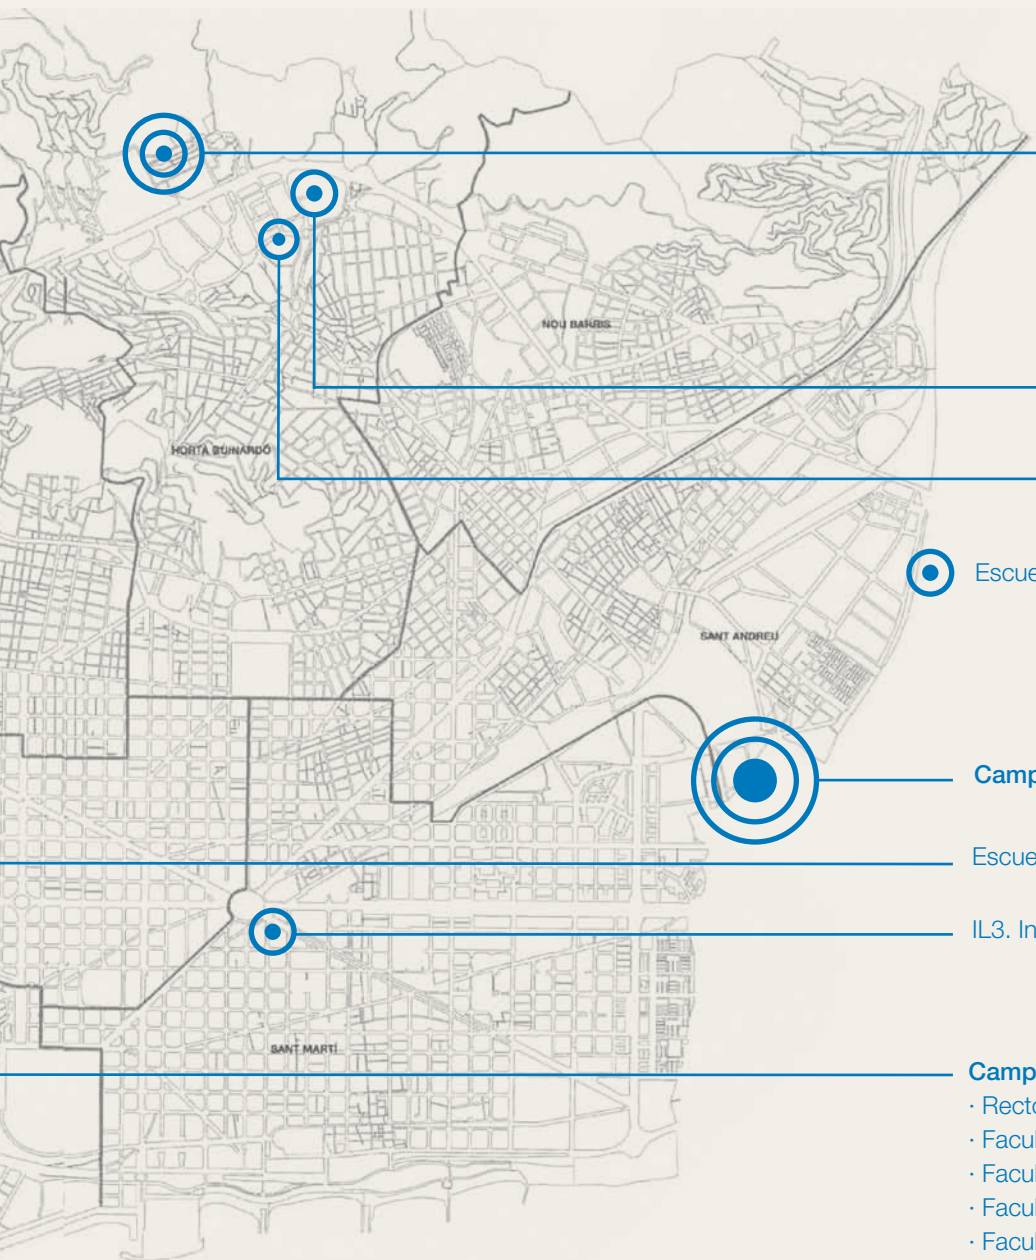 NOU BARRIS
HORTA GUINARDÓ
Escue
SANT ANDREU
Camp
Escue
IL3. In
SANT MARTÍ
Camp
· Recto
· Facul
· Facul
· Facul
· Facul